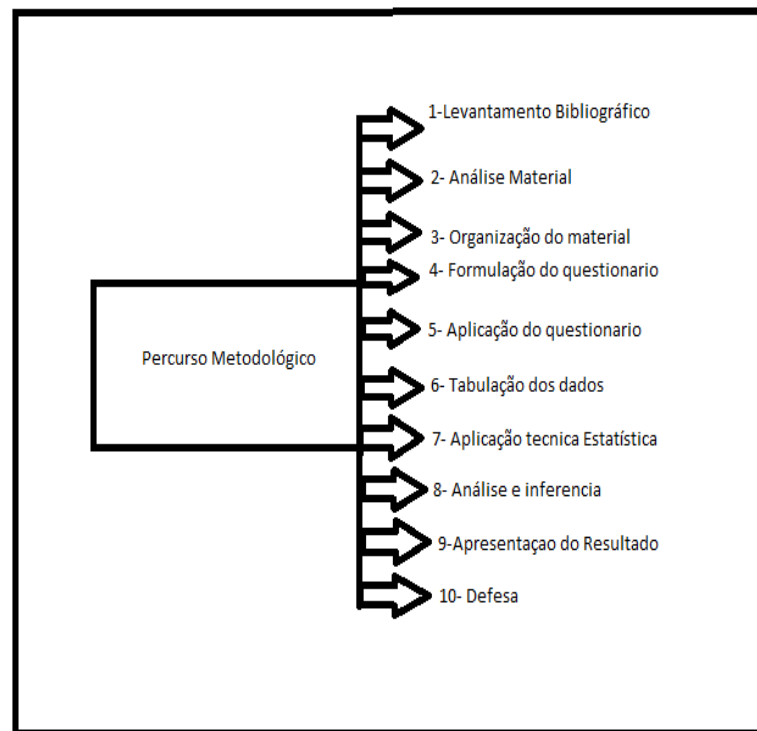 1-Levantamento Bibliográfico
2- Análise Material
3- Organização do material
4- Formulação do questionario
5- Aplicação do questionario
Percurso Metodológico
6- Tabulação dos dados
7- Aplicação tecnica Estatística
8- Análise e inferencia
9-Apresentaçao do Resultado
10- Defesa